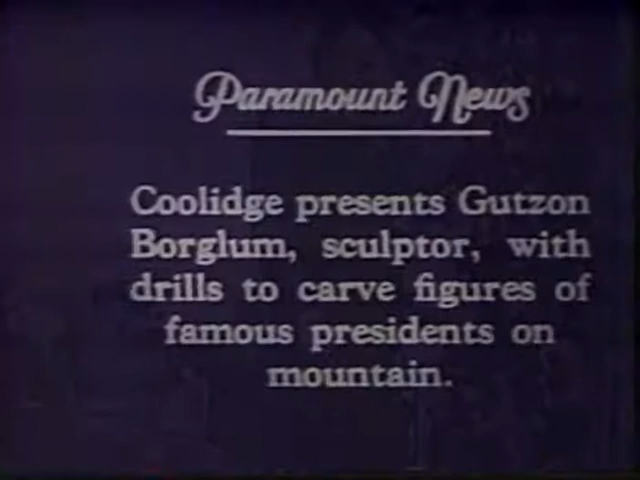 Paramount News
Coolidge presents Gutzon
Borglum, sculptor, with
drills to carve figures of
famous presidents on
mountain.